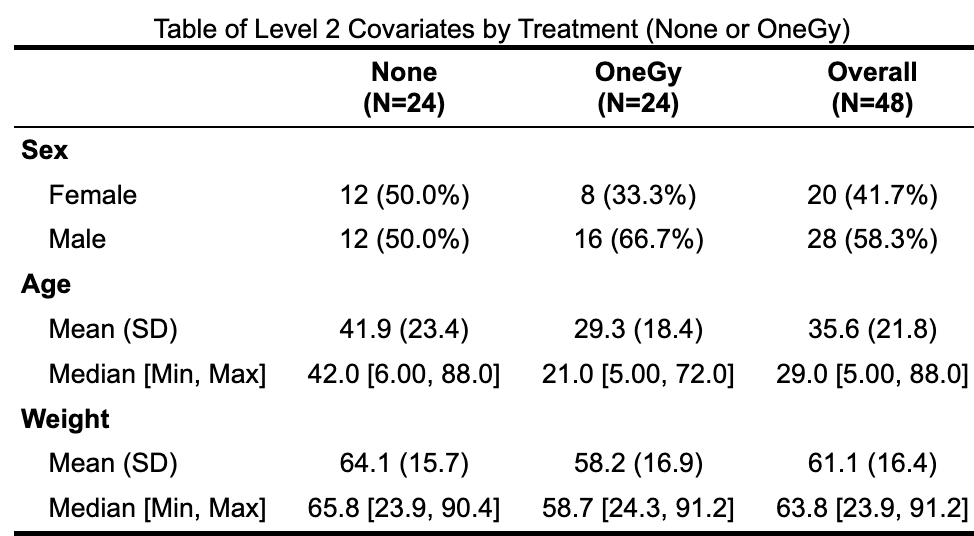 Table of Level 2 Covariates by Treatment (None or OneGy)
None OneGy Overall
(N=24) (N=24) (N=48)
Sex
Female 12 (50.0%) 8 (33.3%) 20 (41.7%)
Male 12 (50.0%) 16 (66.7%) 28 (58.3%)
Age
Mean (SD) 41.9 (23.4) 29.3 (18.4) 35.6 (21.8)
Median [Min, Max] 42.0 [6.00, 88.0] 21.0 [5.00, 72.0] 29.0 [5.00, 88.0]
Weight
Mean (SD) 64.1 (15.7) 58.2 (16.9) 61.1 (16.4)
Median [Min, Max] 65.8 [23.9, 90.4] 58.7 [24.3, 91.2] 63.8 [23.9, 91.2]